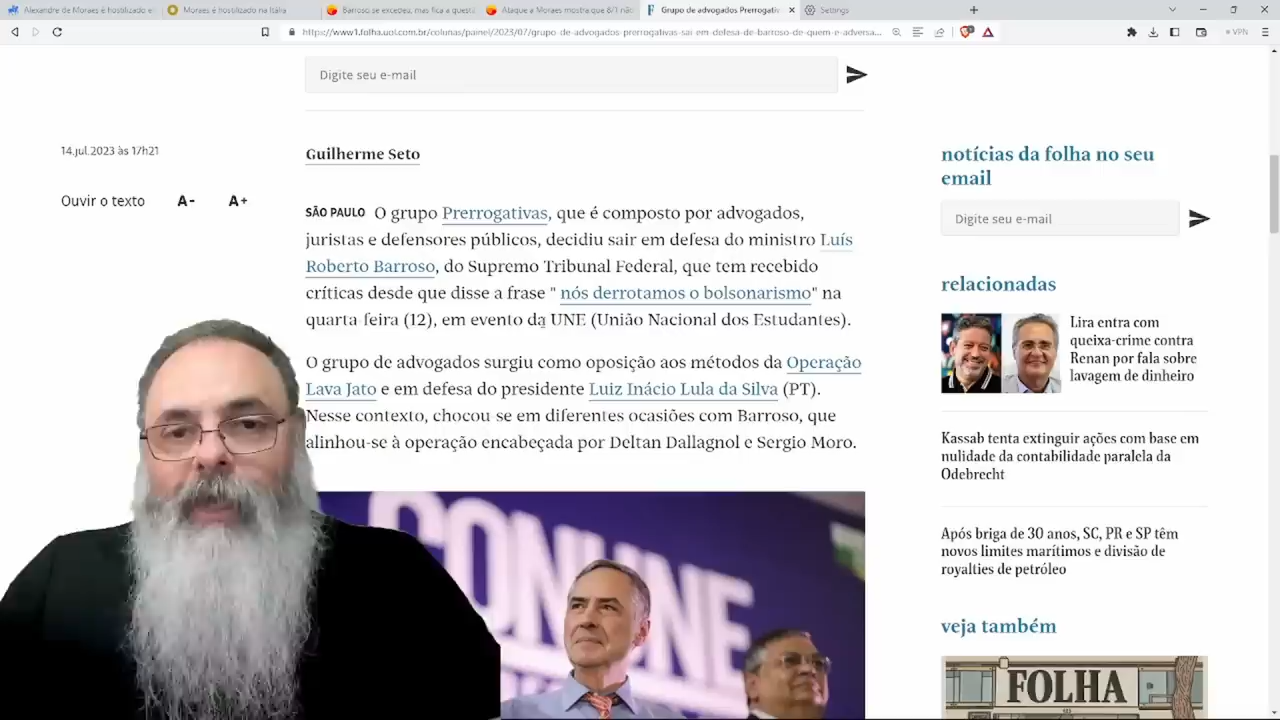 Alexandre de Moraes é hostilizado e
Moraes é hostilizado na Itália
Barroso se excedeu, mas fica a questã
Ataque a Moraes mostra que 8/1 não
Grupo de advogados Prerrogativ
Settings
https://www1.folha.uol.com.br/colunas/painel/2023/07/grupo-de-advogados-prerrogativas-sai-em-defesa-de-barroso-de-quem-e-adversa...
VPN
Digite seu e-mail
14.jul.2023 às 17h21
Ouvir o texto A- A+
Guilherme Seto
SÃO PAULO O grupo Prerrogativas, que é composto por advogados,
juristas e defensores públicos, decidiu sair em defesa do ministro Luís
Roberto Barroso, do Supremo Tribunal Federal, que tem recebido
críticas desde que disse a frase " nós derrotamos o bolsonarismo" na
quarta-feira (12), em evento da UNE (União Nacional dos Estudantes).
O grupo de advogados surgiu como oposição aos métodos da Operação
Lava Jato e em defesa do presidente Luiz Inácio Lula da Silva (PT).
Nesse contexto, chocou-se em diferentes ocasiões com Barroso, que
alinhou-se à operação encabeçada por Deltan Dallagnol e Sergio Moro.
CONUNE
notícias da folha no seu
email
Digite seu e-mail
relacionadas
Lira entra com
queixa-crime contra
Renan por fala sobre
lavagem de dinheiro
Kassab tenta extinguir ações com base em
nulidade da contabilidade paralela da
Odebrecht
Após briga de 30 anos, SC, PR e SP têm
novos limites marítimos e divisão de
royalties de petróleo
veja também
FOLHA